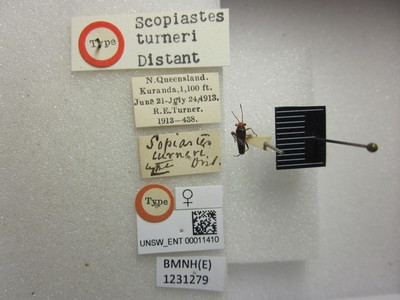 Type
Scopiastes
turneri
Distant
N. Queensland.
Kuranda, 1,100 ft.
June 21-July 24, 1913.
R. E. Turner.
1913—438.
Sopiastes
turneri
type Dist.
Type
♀
UNSW_ENT 00011410
BMNH(E)
1231279